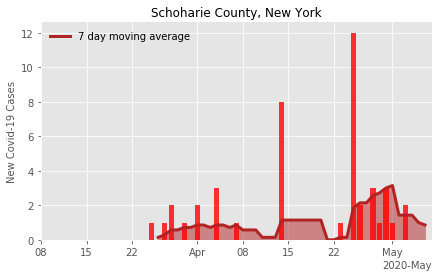 Schoharie County, New York
7 day moving average
New Covid-19 Cases
12
10
8
6
4
2
0
08 15 22 Apr 08 15 22 May
2020-May